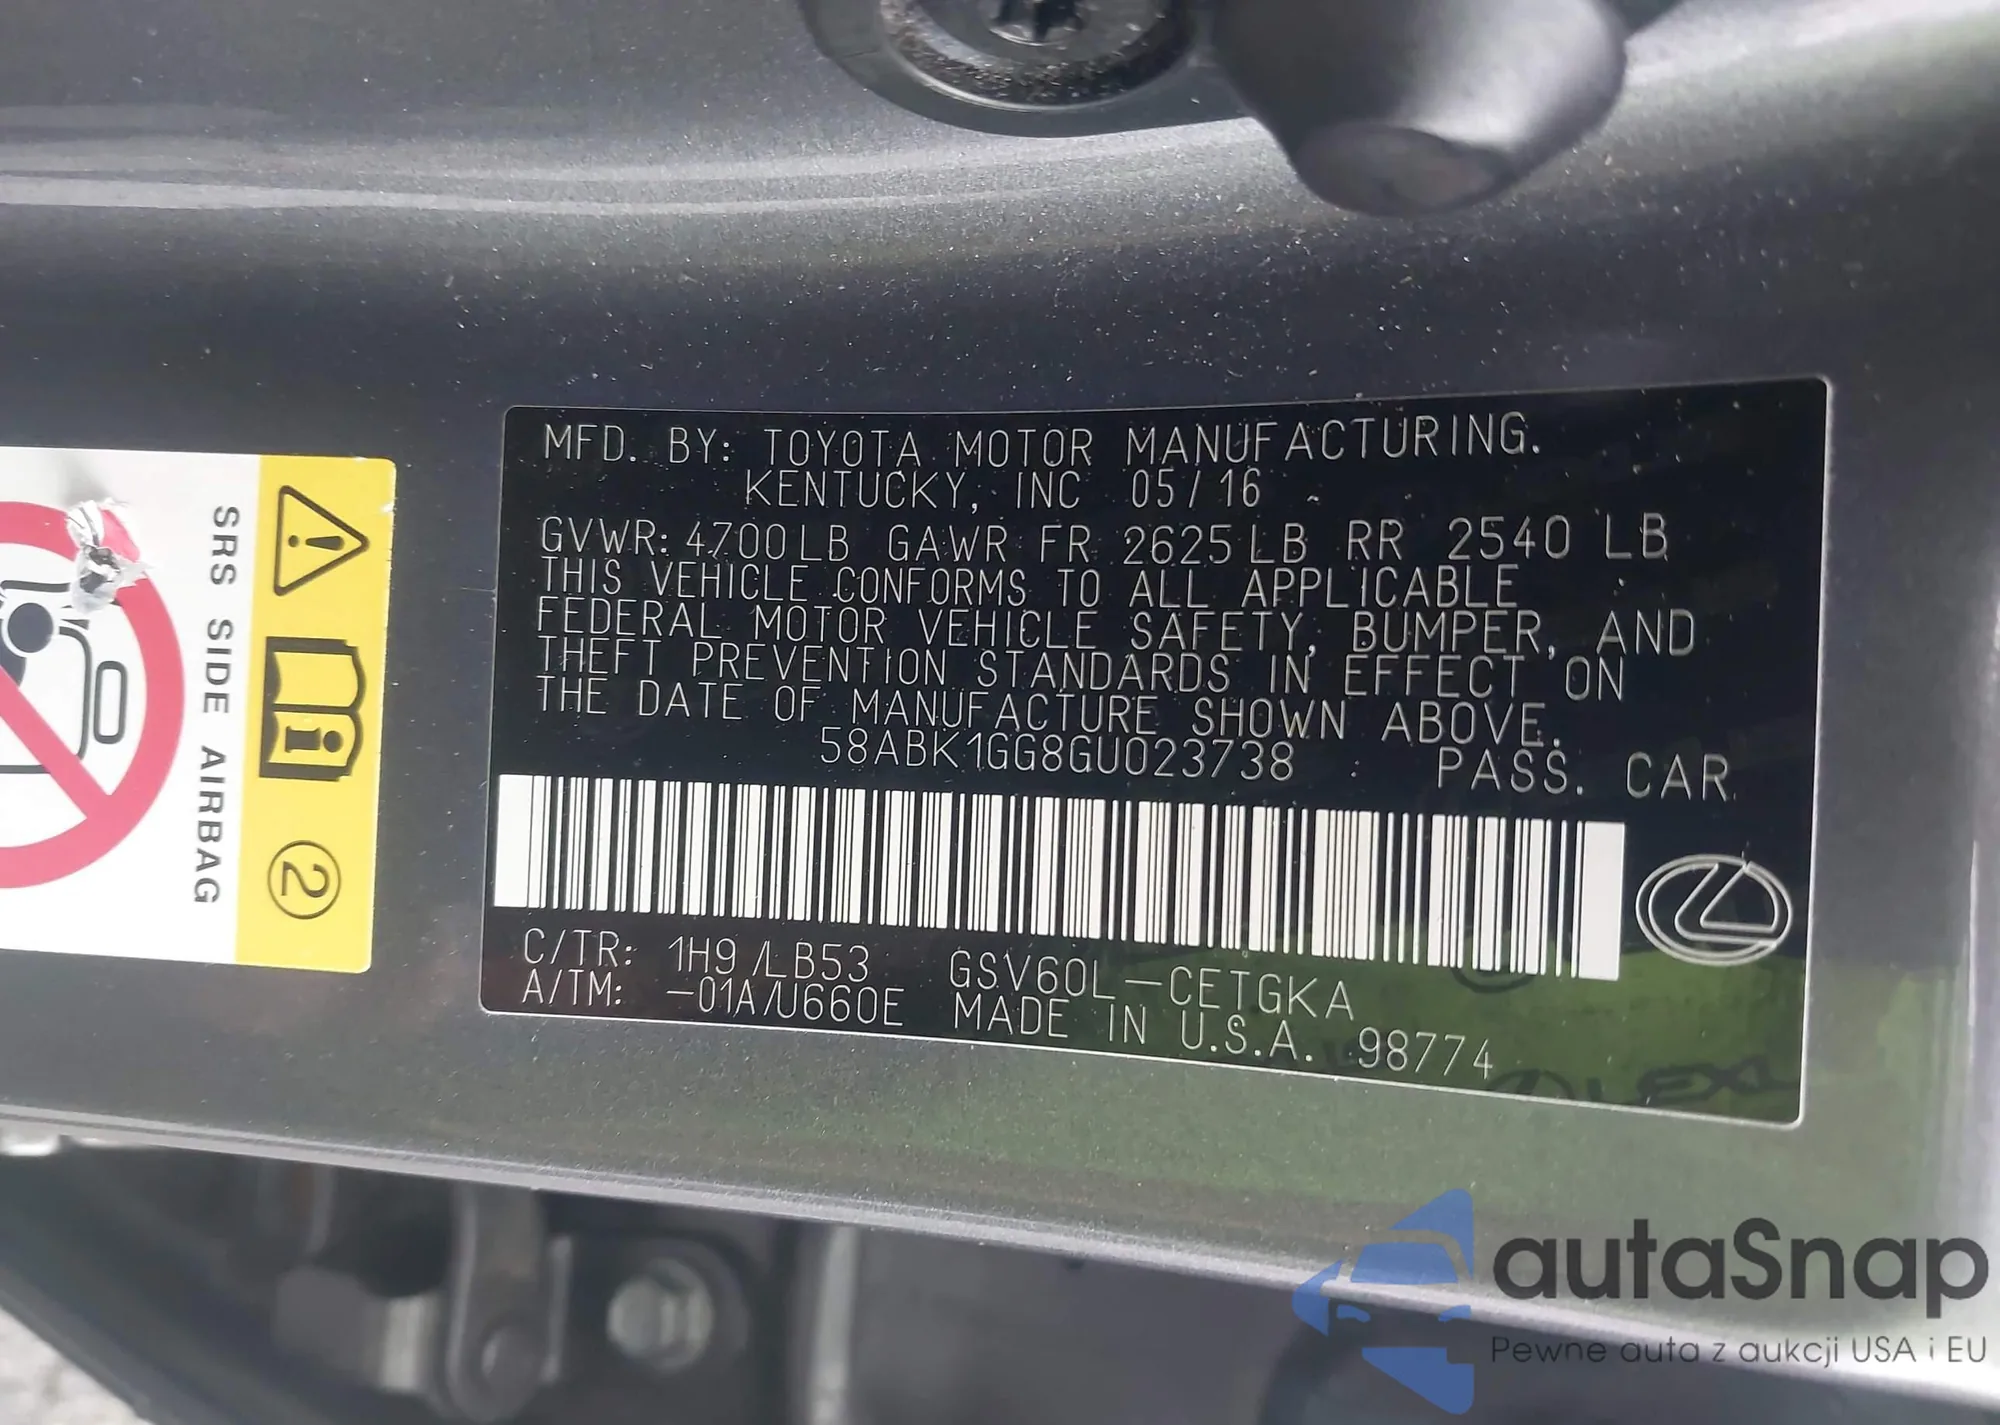 MFD. BY: TOYOTA MOTOR MANUFACTURING.
KENTUCKY, INC 05/16
GVWR: 4700LB GAWR FR 2625LB RR 2540 LB
THIS VEHICLE CONFORMS TO ALL APPLICABLE
FEDERAL MOTOR VEHICLE SAFETY, BUMPER, AND
THEFT PREVENTION STANDARDS IN EFFECT ON
THE DATE OF MANUFACTURE SHOWN ABOVE.
58ABK1GG8GU023738 PASS. CAR
C/TR: 1H9/LB53 GSV60L-CETGKA
A/TM: -01A/U660E MADE IN U.S.A. 98774
SRS SIDE AIRBAG
2
autaSnap
Pewne auta z aukcji USA i EU